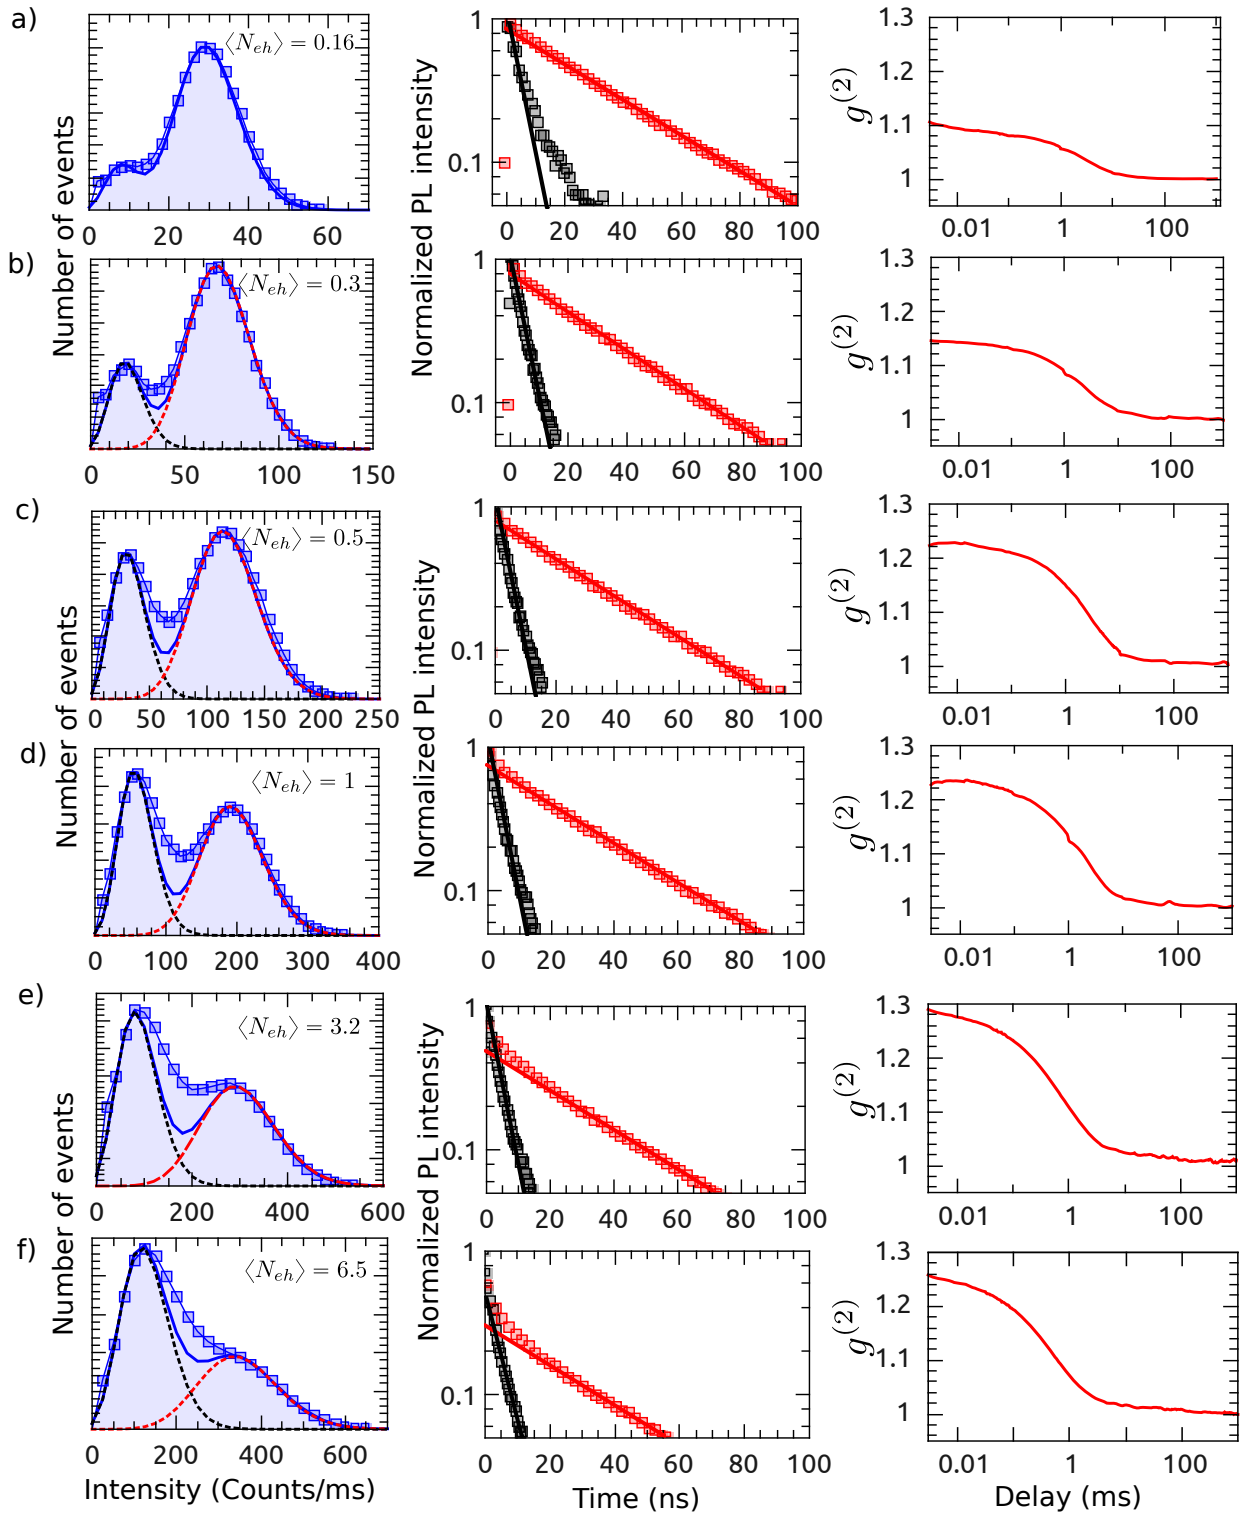 a)
Number of events
⟨N_eh⟩ = 0.16
0 20 40 60
Normalized PL intensity
1
0.1
0 20 40 60 80 100
g^(2)
1.3
1.2
1.1
1
0.01 1 100
b)
⟨N_eh⟩ = 0.3
0 50 100 150
1
0.1
0 20 40 60 80 100
g^(2)
1.3
1.2
1.1
1
0.01 1 100
c)
Number of events
⟨N_eh⟩ = 0.5
0 50 100 150 200 250
Normalized PL intensity
1
0.1
0 20 40 60 80 100
g^(2)
1.3
1.2
1.1
1
0.01 1 100
d)
⟨N_eh⟩ = 1
0 100 200 300 400
1
0.1
0 20 40 60 80 100
g^(2)
1.3
1.2
1.1
1
0.01 1 100
e)
Number of events
⟨N_eh⟩ = 3.2
0 200 400 600
Normalized PL intensity
1
0.1
0 20 40 60 80 100
g^(2)
1.3
1.2
1.1
1
0.01 1 100
f)
⟨N_eh⟩ = 6.5
0 200 400 600
1
0.1
0 20 40 60 80 100
g^(2)
1.3
1.2
1.1
1
0.01 1 100
Intensity (Counts/ms)
Time (ns)
Delay (ms)